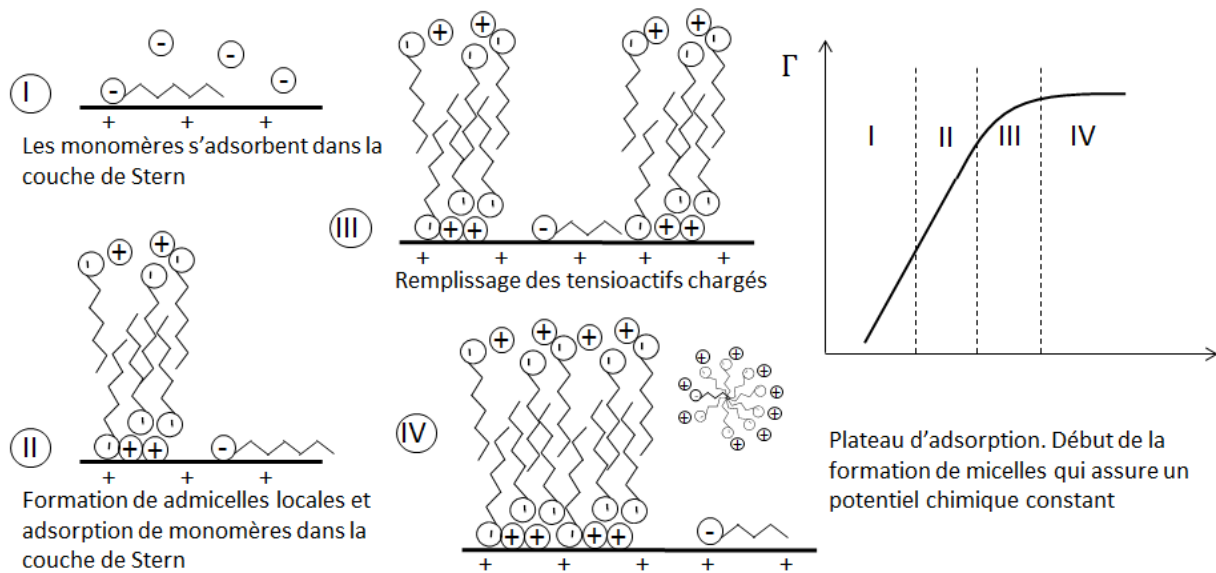 I
Les monomères s'adsorbent dans la
couche de Stern
II
Formation de admicelles locales et
adsorption de monomères dans la
couche de Stern
III
Remplissage des tensioactifs chargés
IV
Γ
I II III IV
Plateau d'adsorption. Début de la
formation de micelles qui assure un
potentiel chimique constant